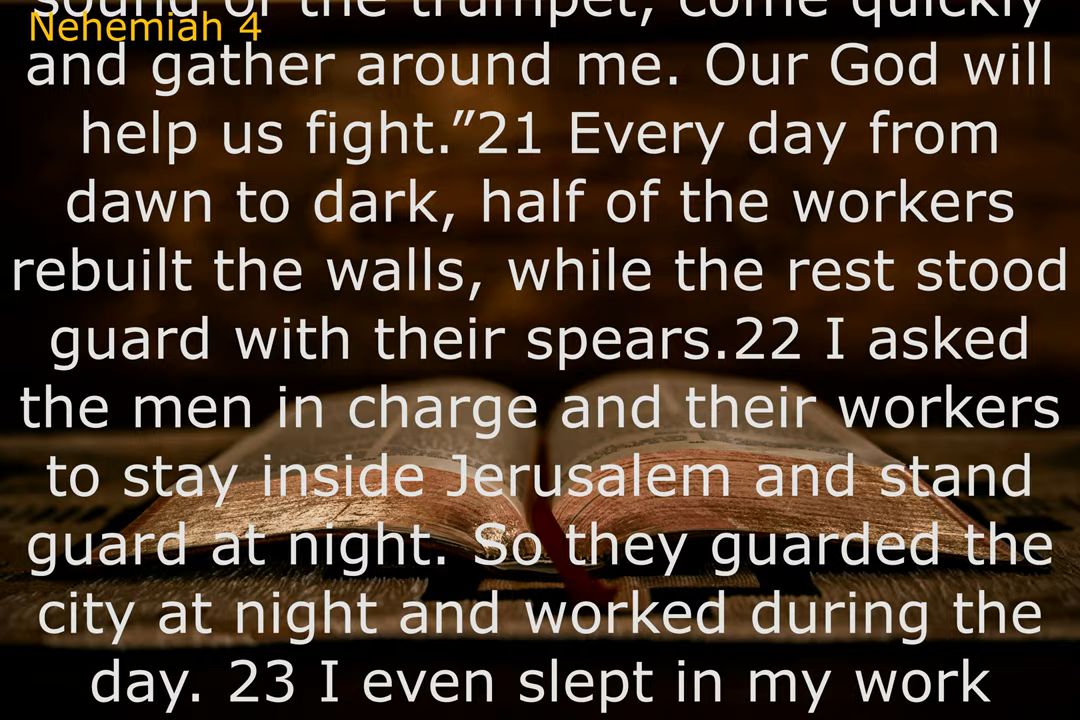 sound of the trumpet, come quickly
Nehemiah 4
and gather around me. Our God will
help us fight.”21 Every day from
dawn to dark, half of the workers
rebuilt the walls, while the rest stood
guard with their spears.22 I asked
the men in charge and their workers
to stay inside Jerusalem and stand
guard at night. So they guarded the
city at night and worked during the
day. 23 I even slept in my work